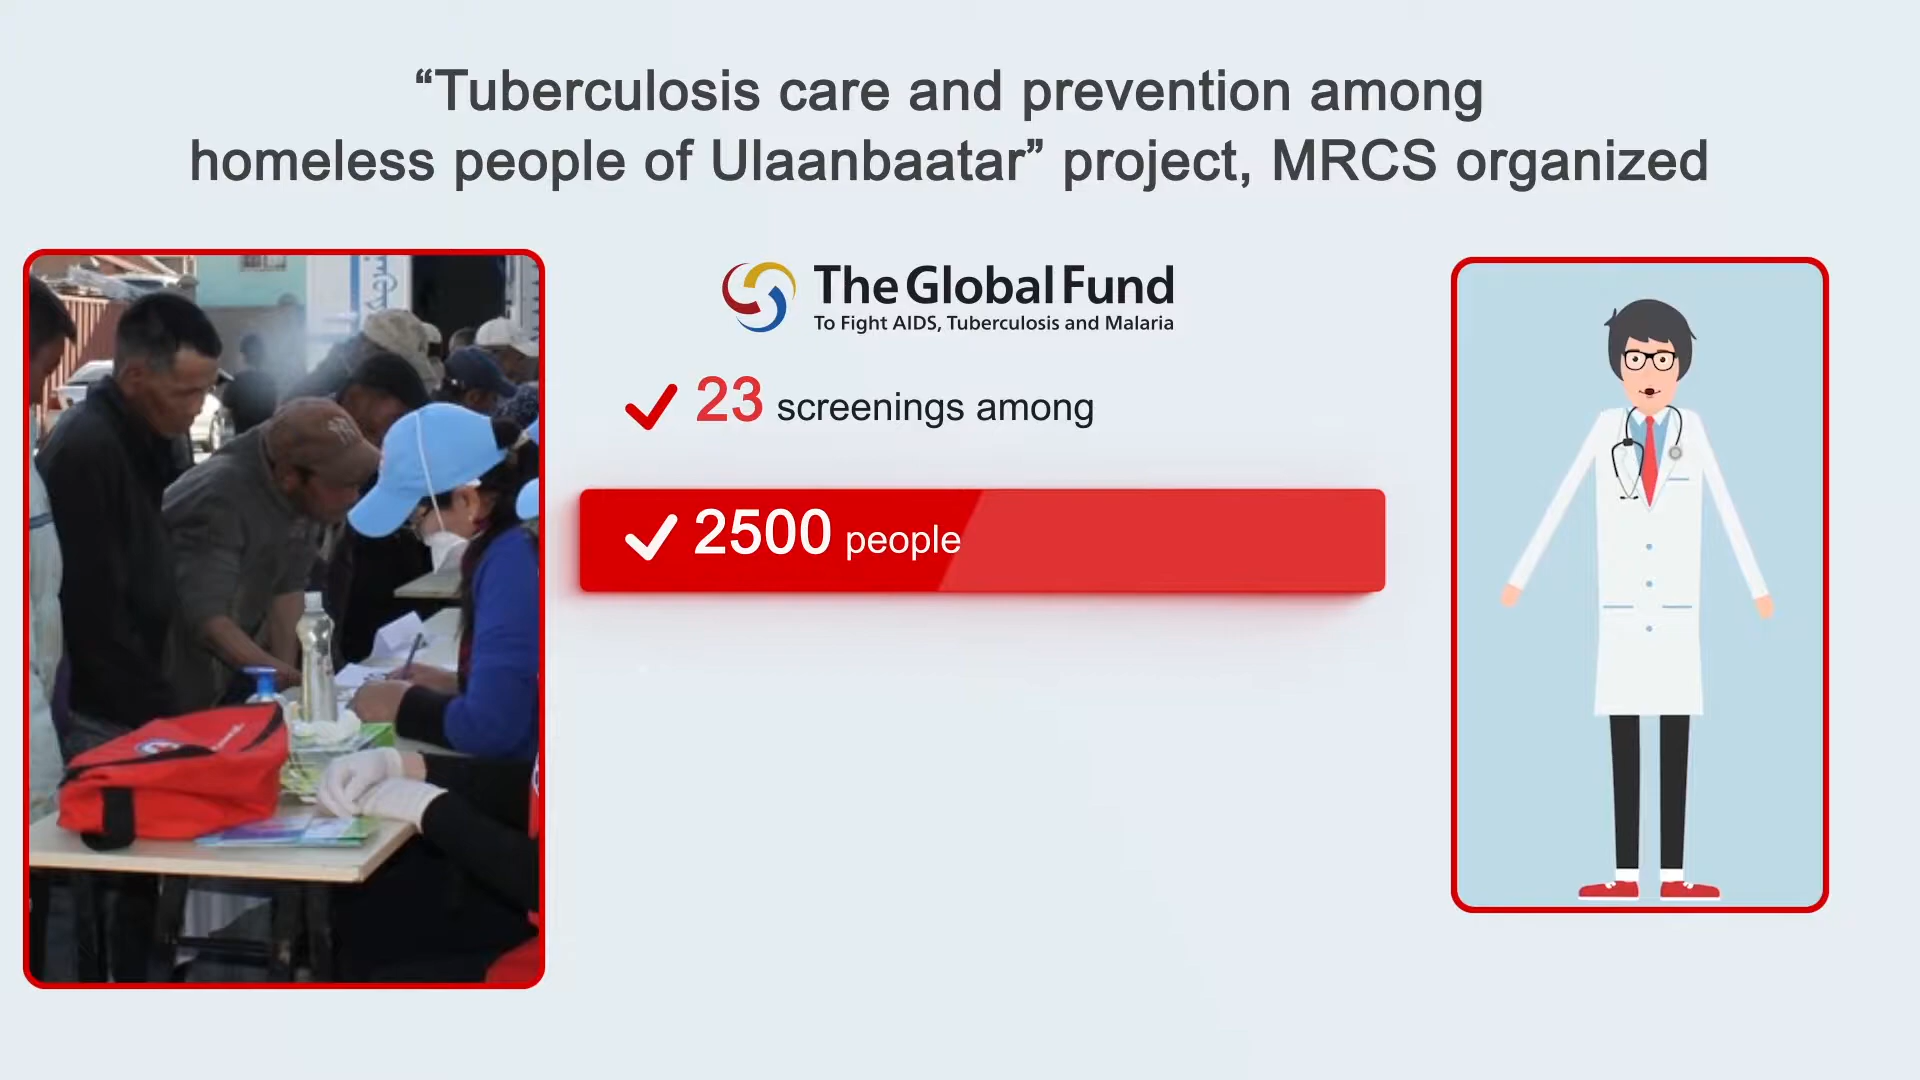 “Tuberculosis care and prevention among
homeless people of Ulaanbaatar” project, MRCS organized
The Global Fund
To Fight AIDS, Tuberculosis and Malaria
23 screenings among
2500 people